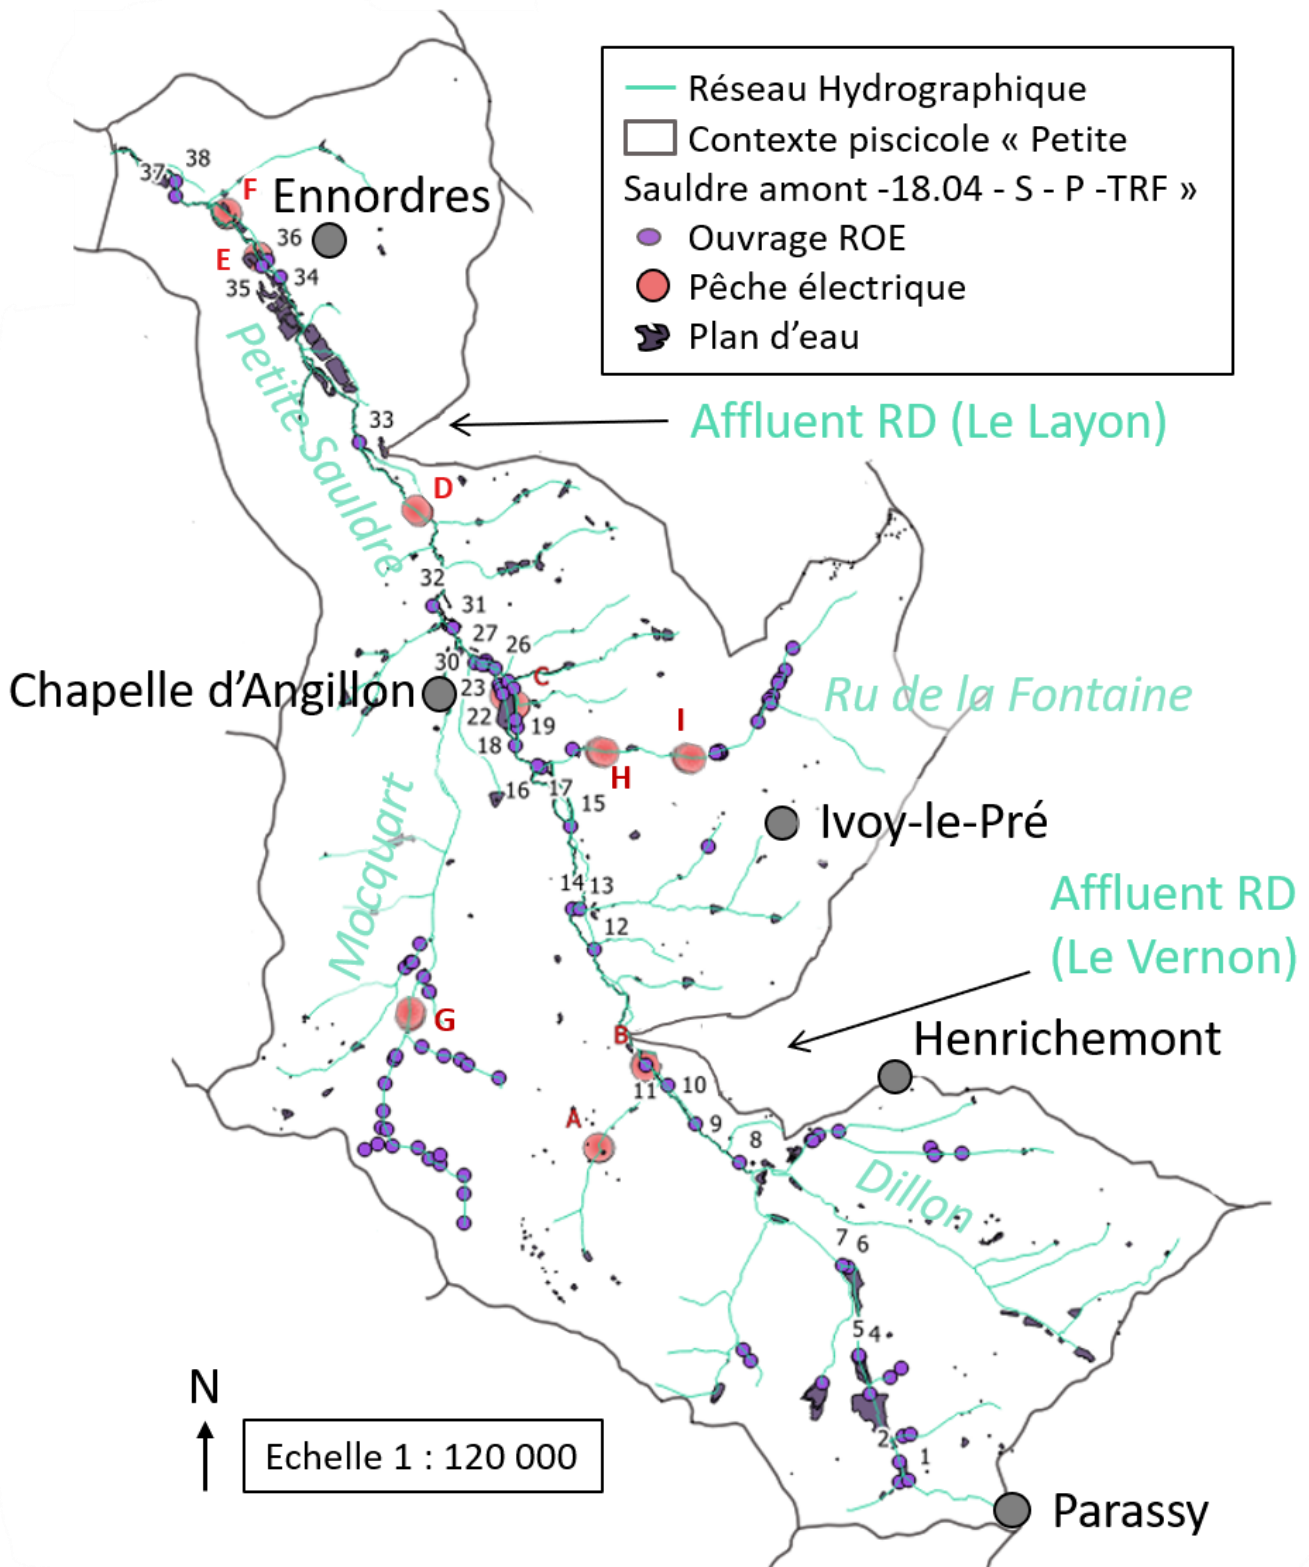 Réseau Hydrographique
Contexte piscicole « Petite
Sauldre amont -18.04 - S - P -TRF »
Ouvrage ROE
Pêche électrique
Plan d’eau
38
37
F
Ennordres
36
E
34
35
Petite Sauldre
33
Affluent RD (Le Layon)
D
32
31
27
26
30
C
Chapelle d’Angillon
23
22
19
Ru de la Fontaine
I
18
H
16
17
15
Ivoy-le-Pré
Mocquart
14
13
12
Affluent RD
(Le Vernon)
G
B
Henrichemont
11
10
A
9
8
Dillon
7
6
5
4
N
2
1
Echelle 1 : 120 000
Parassy